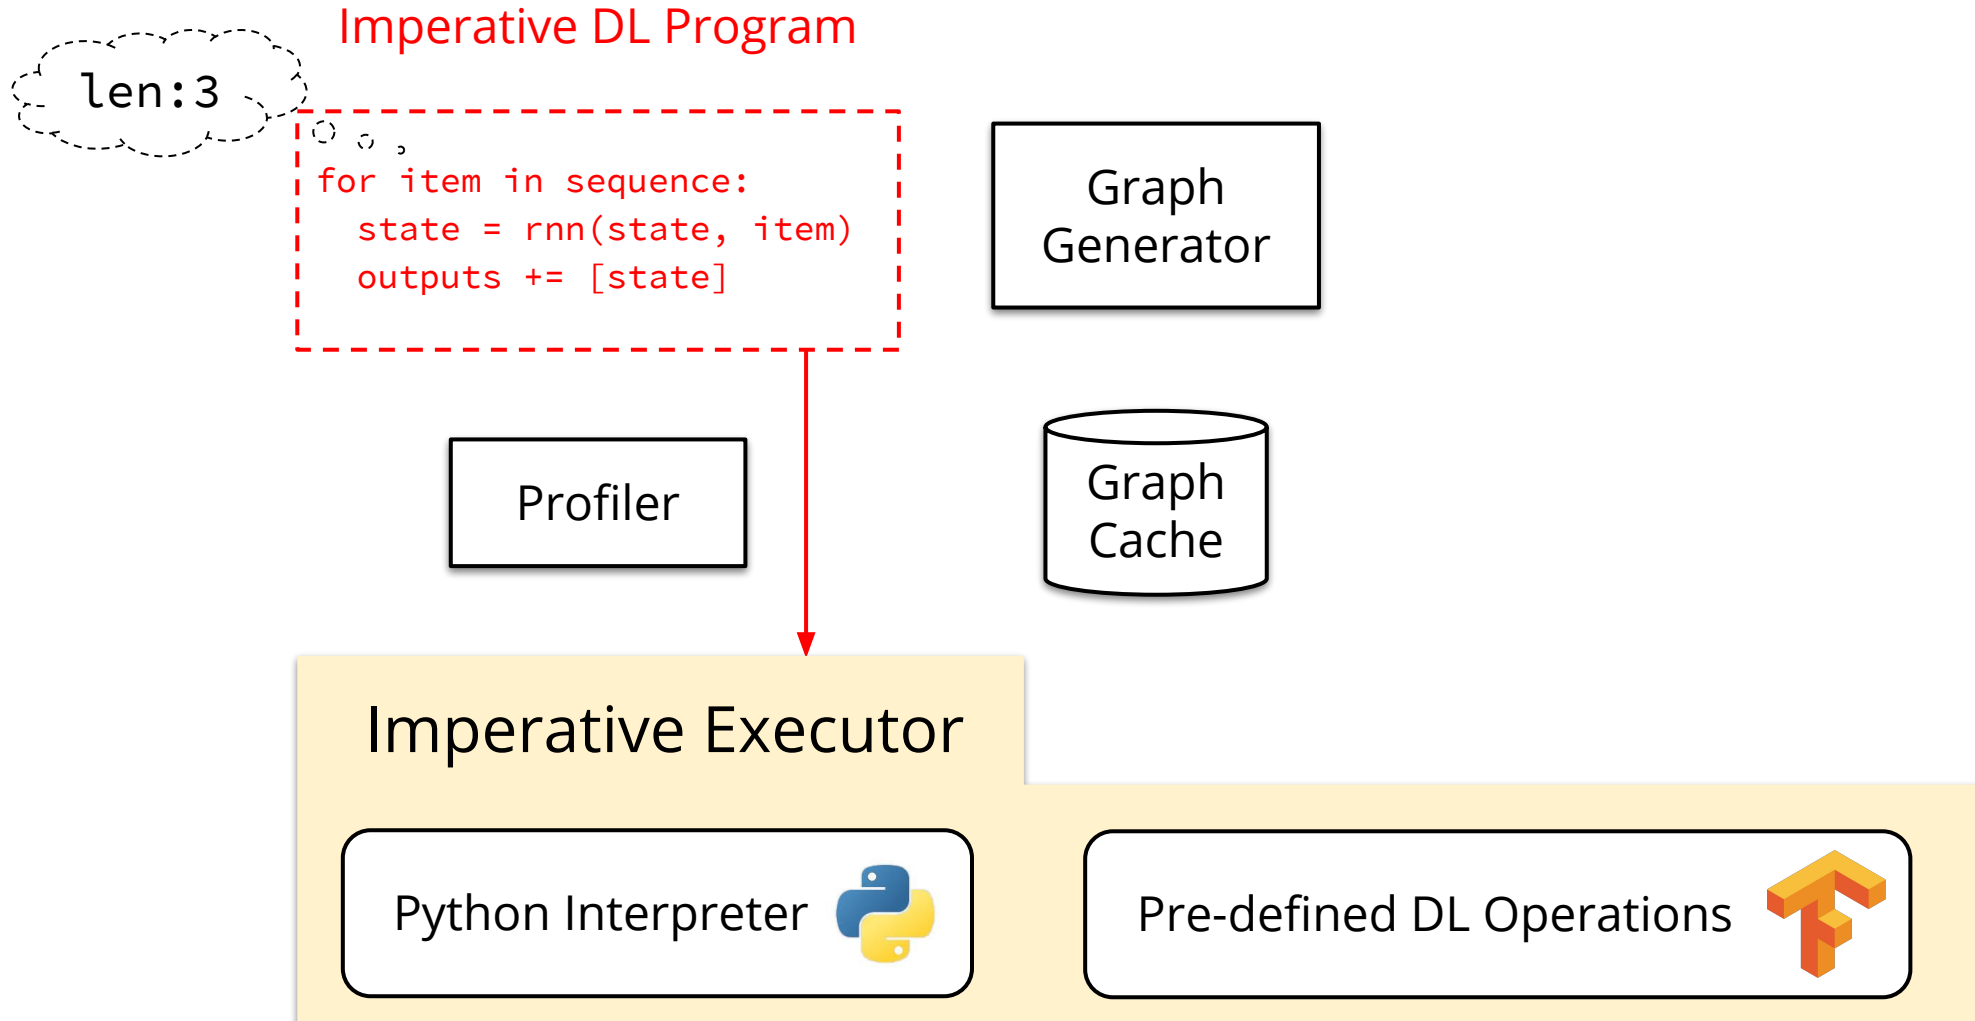 Imperative DL Program
len:3
for item in sequence:
  state = rnn(state, item)
  outputs += [state]
Graph
Generator
Profiler
Graph
Cache
Imperative Executor
Python Interpreter
Pre-defined DL Operations